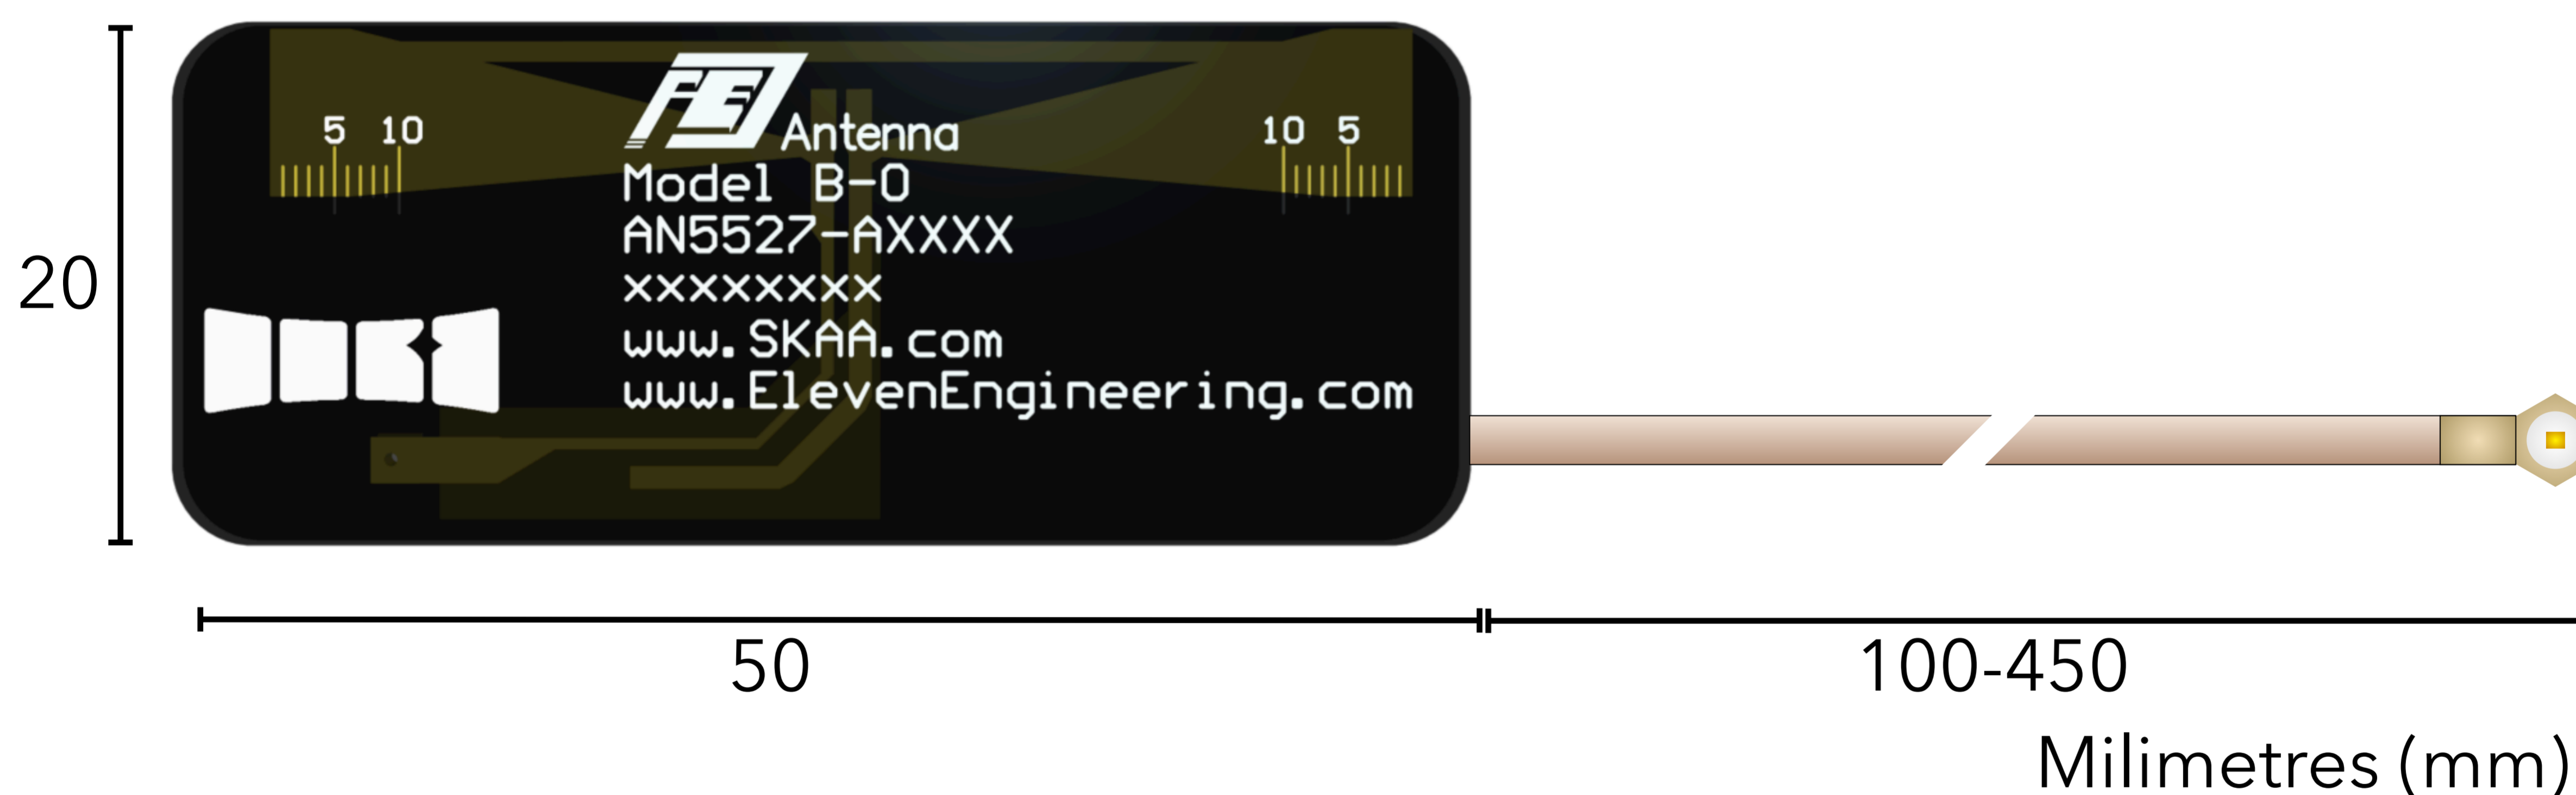 5 10
10 5
Antenna
Model B-0
AN5527-AXXXX
xxxxxxxx
www.SKAA.com
www.ElevenEngineering.com
20
50
100-450
Milimetres (mm)